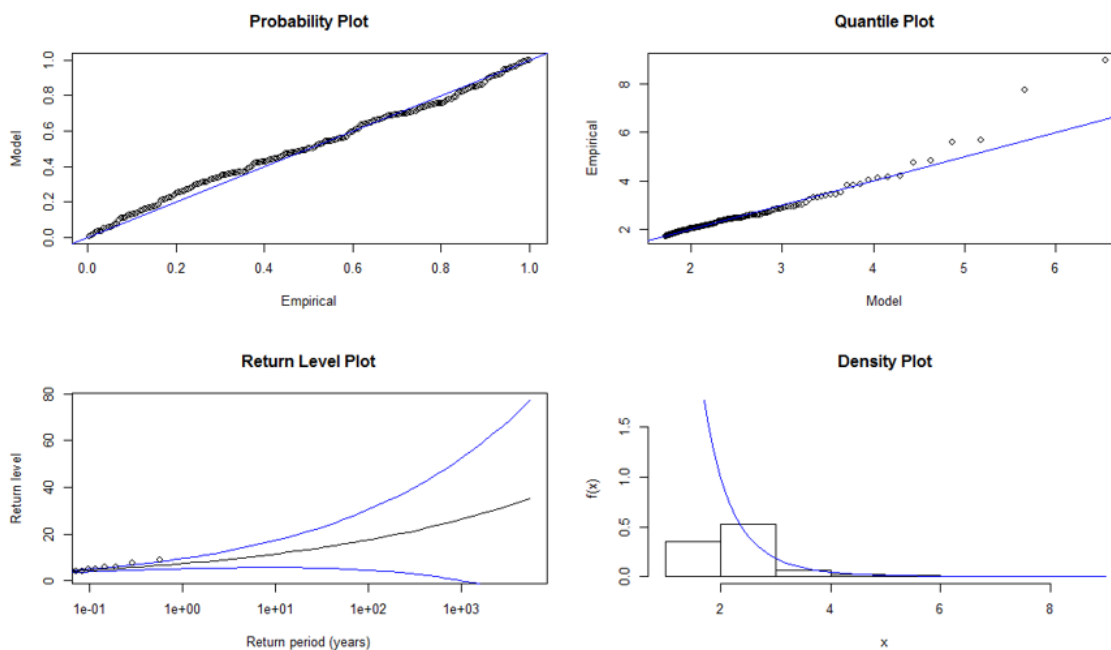 Probability Plot
Model
0.0 0.2 0.4 0.6 0.8 1.0
0.0 0.2 0.4 0.6 0.8 1.0
Empirical
Quantile Plot
Empirical
2 4 6 8
2 3 4 5 6
Model
Return Level Plot
Return level
0 20 40 60 80
1e-01 1e+00 1e+01 1e+02 1e+03
Return period (years)
Density Plot
f(x)
0.0 0.5 1.0 1.5
2 4 6 8
x